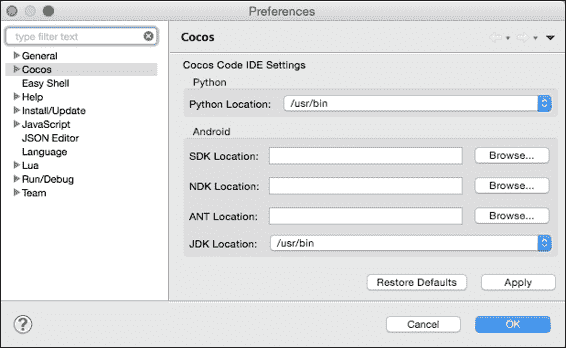 Preferences
type filter text
General
Cocos
Easy Shell
Help
Install/Update
JavaScript
JSON Editor
Language
Lua
Run/Debug
Team
Cocos
Cocos Code IDE Settings
Python
Python Location: /usr/bin
Android
SDK Location: Browse...
NDK Location: Browse...
ANT Location: Browse...
JDK Location: /usr/bin
Restore Defaults Apply
? Cancel OK